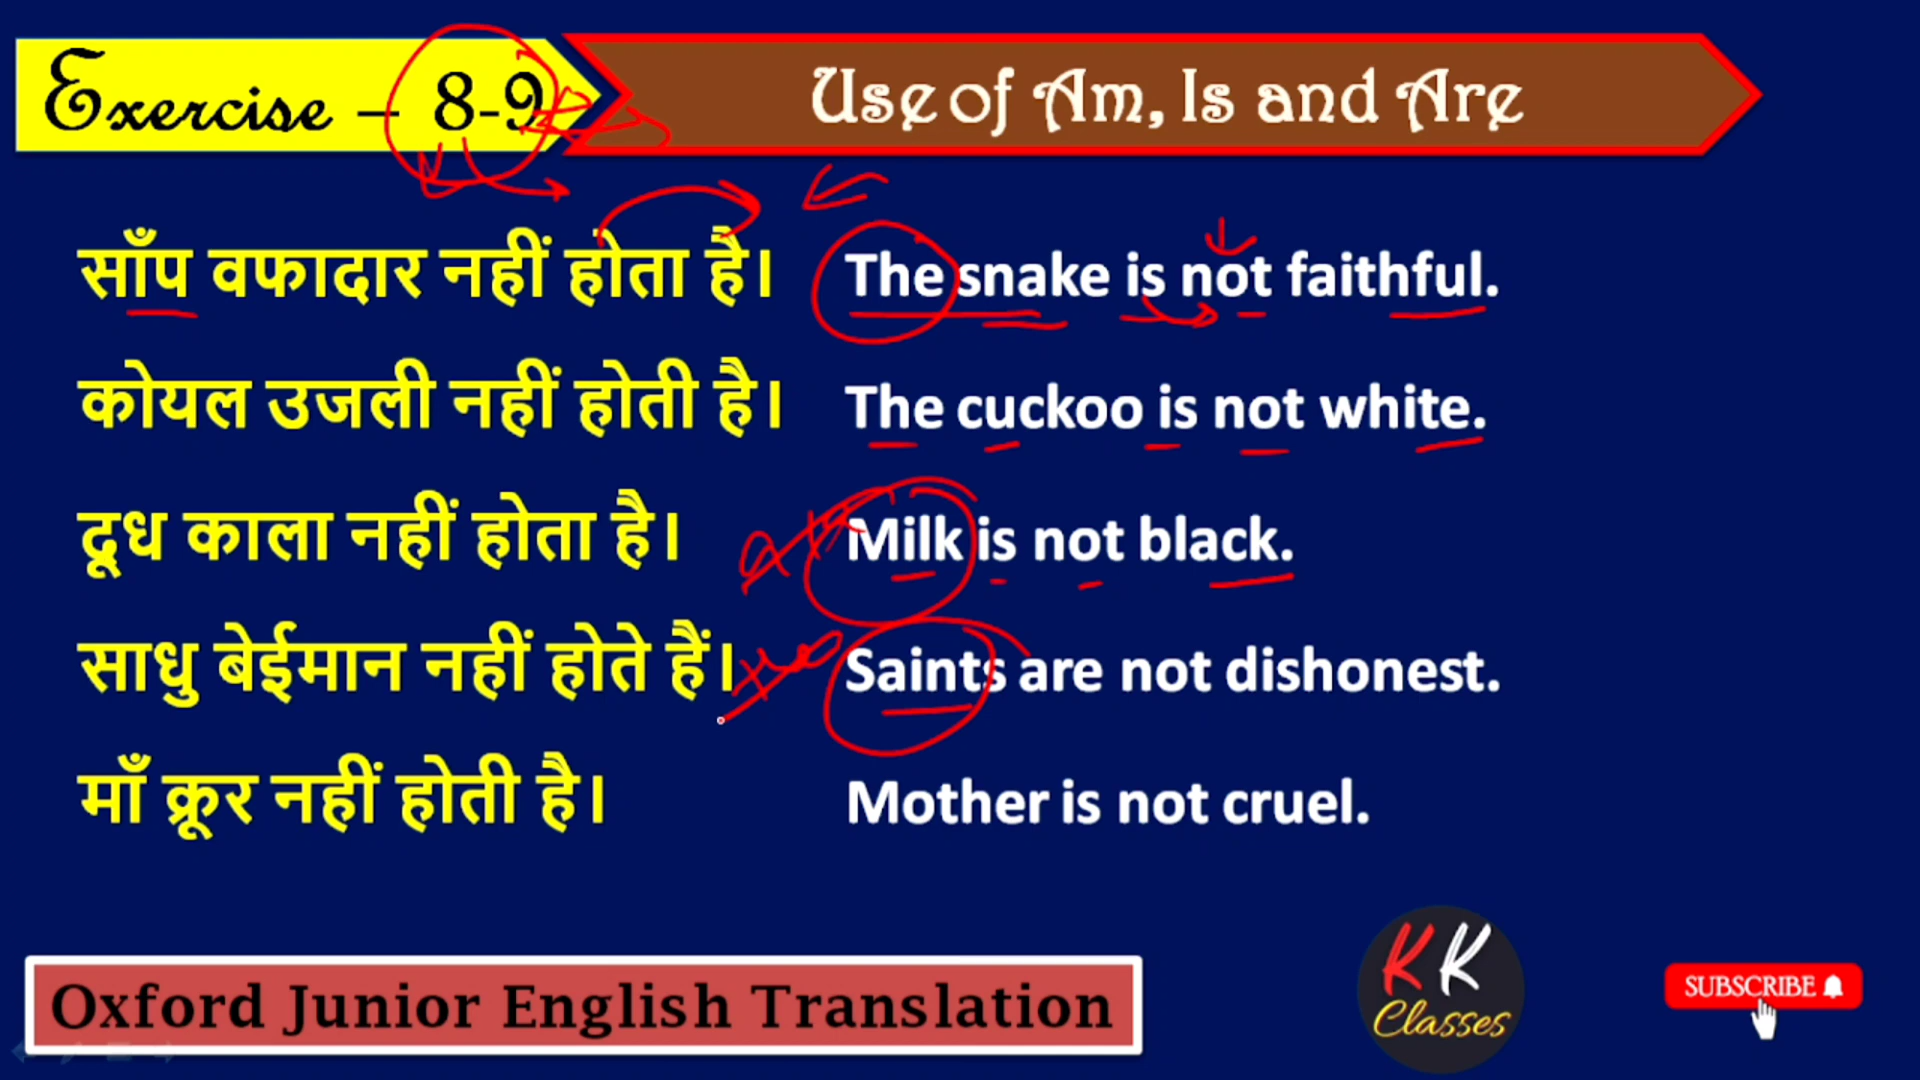 Exercise – 8-9
Use of Am, Is and Are
साँप वफादार नहीं होता है।
The snake is not faithful.
कोयल उजली नहीं होती है।
The cuckoo is not white.
दूध काला नहीं होता है।
Milk is not black.
साधु बेईमान नहीं होते हैं।
Saints are not dishonest.
माँ क्रूर नहीं होती है।
Mother is not cruel.
Oxford Junior English Translation
KK
Classes
SUBSCRIBE